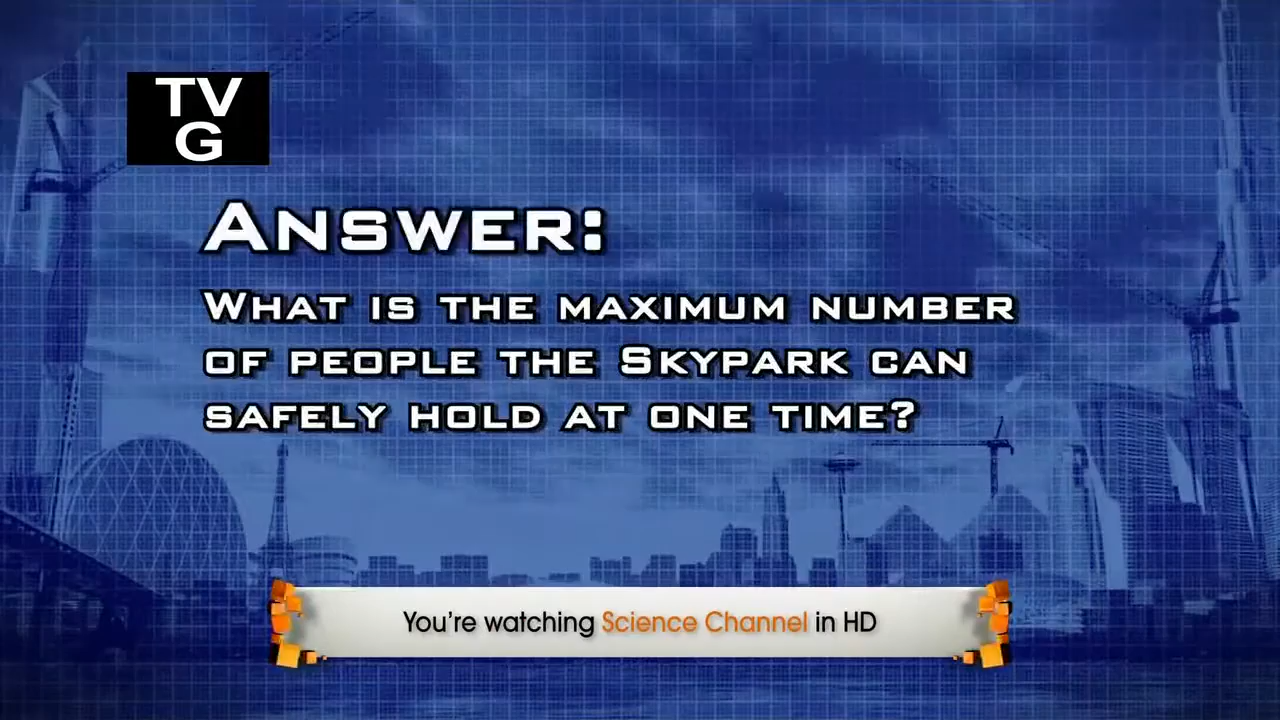 TV
G
ANSWER:
WHAT IS THE MAXIMUM NUMBER
OF PEOPLE THE SKYPARK CAN
SAFELY HOLD AT ONE TIME?
You're watching Science Channel in HD